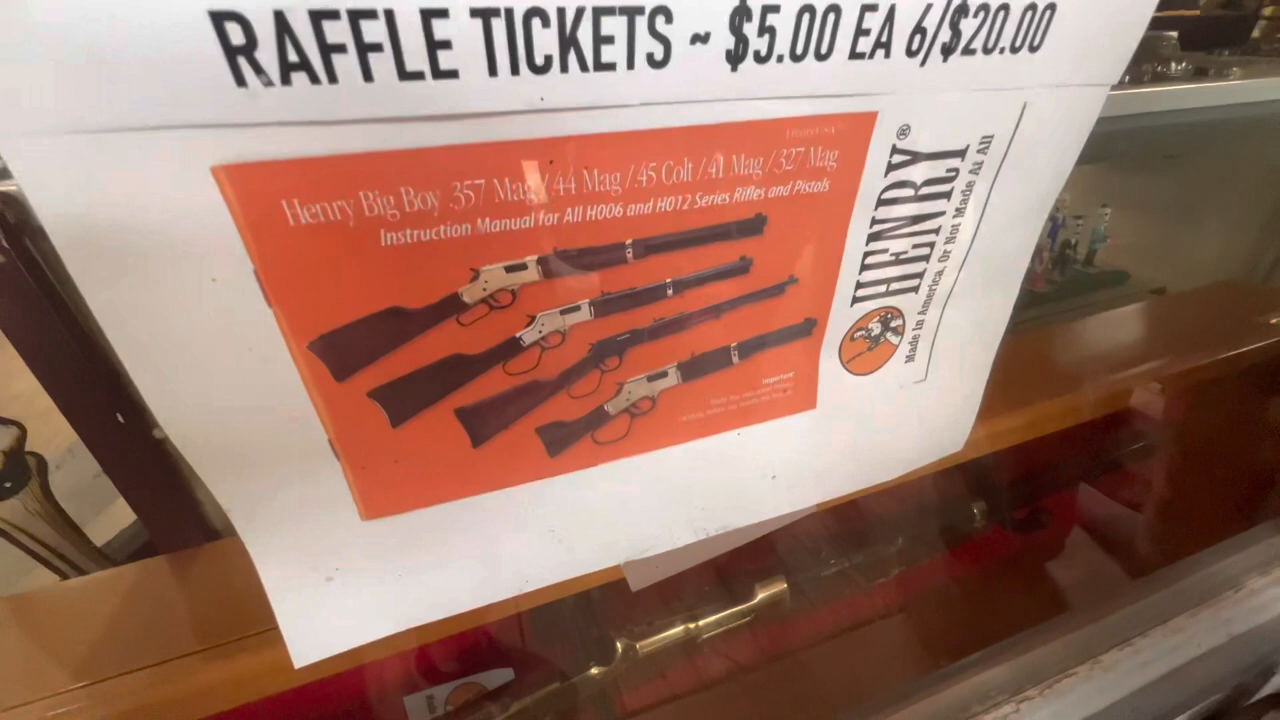 RAFFLE TICKETS ~ $5.00 EA 6/$20.00
Henry Big Boy .357 Mag /.44 Mag /.45 Colt /.41 Mag /.327 Mag
Instruction Manual for All H006 and H012 Series Rifles and Pistols
Important:
HENRY®
Made In America, Or Not Made At All